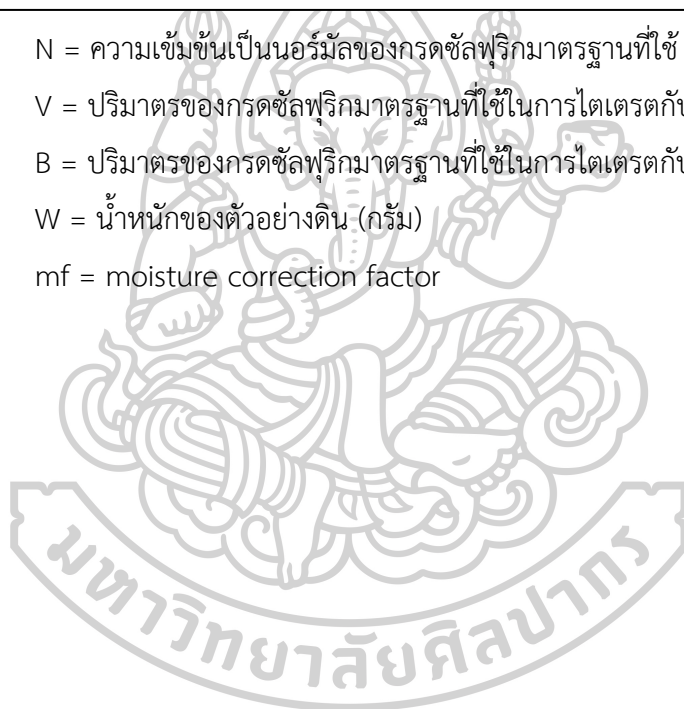 N = ความเข้มข้นเป็นนอร์มัลของกรดซัลฟุริกมาตรฐานที่ใช้
V = ปริมาตรของกรดซัลฟุริกมาตรฐานที่ใช้ในการไตเตรตกับ
B = ปริมาตรของกรดซัลฟุริกมาตรฐานที่ใช้ในการไตเตรตกับ
W = น้ำหนักของตัวอย่างดิน (กรัม)
mf = moisture correction factor
มหาวิทยาลัยศิลปากร